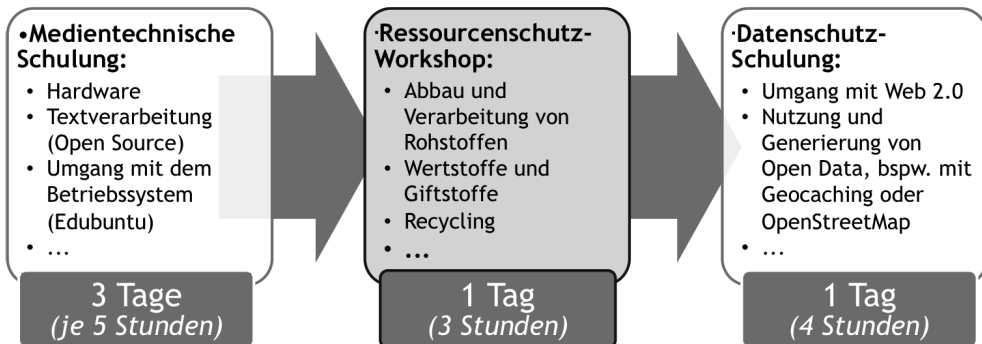 •Medientechnische
Schulung:
• Hardware
• Textverarbeitung
(Open Source)
• Umgang mit dem
Betriebssystem
(Edubuntu)
• ...
3 Tage
(je 5 Stunden)
·Ressourcenschutz-
Workshop:
• Abbau und
Verarbeitung von
Rohstoffen
• Wertstoffe und
Giftstoffe
• Recycling
• ...
1 Tag
(3 Stunden)
·Datenschutz-
Schulung:
• Umgang mit Web 2.0
• Nutzung und
Generierung von
Open Data, bspw. mit
Geocaching oder
OpenStreetMap
• ...
1 Tag
(4 Stunden)